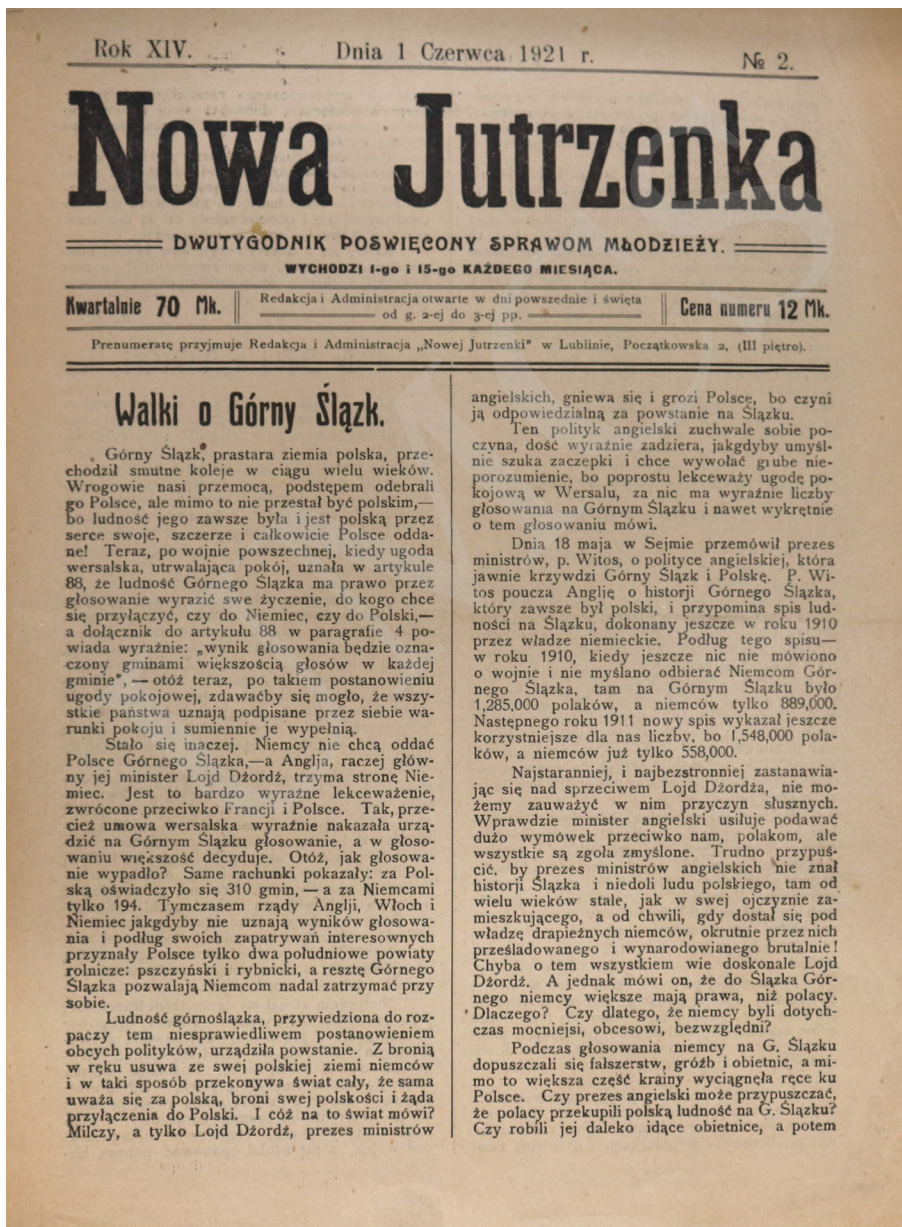 Rok XIV.
Dnia 1 Czerwca 1921 r.
№ 2.
Nowa Jutrzenka
DWUTYGODNIK POSWIĘCONY SPRAWOM MŁODZIEŻY.
WYCHODZI 1-go i 15-go KAŻDEGO MIESIĄCA.
Kwartalnie 70 Mk.
Redakcja i Administracja otwarte w dni powszednie i święta
od g. 2-ej do 3-ej pp.
Cena numeru 12 Mk.
Prenumeratę przyjmuje Redakcja i Administracja „Nowej Jutrzenki" w Lublinie, Początkowska 2, (III piętro).
Walki o Górny Ślązk.
Górny Ślązk, prastara ziemia polska, prze-
chodził smutne koleje w ciągu wielu wieków.
Wrogowie nasi przemocą, podstępem odebrali
go Polsce, ale mimo to nie przestał być polskim,—
bo ludność jego zawsze była i jest polską przez
serce swoje, szczerze i całkowicie Polsce odda-
ne! Teraz, po wojnie powszechnej, kiedy ugoda
wersalska, utrwalająca pokój, uznała w artykule
88, że ludność Górnego Ślązka ma prawo przez
głosowanie wyrazić swe życzenie, do kogo chce
się przyłączyć, czy do Niemiec, czy do Polski,—
a dołącznik do artykułu 88 w paragrafie 4 po-
wiada wyraźnie: „wynik głosowania będzie ozna-
czony gminami większością głosów w każdej
gminie", — otóż teraz, po takiem postanowieniu
ugody pokojowej, zdawaćby się mogło, że wszy-
stkie państwa uznają podpisane przez siebie wa-
runki pokoju i sumiennie je wypełnią.
Stało się inaczej. Niemcy nie chcą oddać
Polsce Górnego Ślązka,—a Anglja, raczej głów-
ny jej minister Lojd Dżordź, trzyma stronę Nie-
miec. Jest to bardzo wyraźne lekceważenie,
zwrócone przeciwko Francji i Polsce. Tak, prze-
cież umowa wersalska wyraźnie nakazała urzą-
dzić na Górnym Ślązku głosowanie, a w głoso-
waniu większość decyduje. Otóż, jak głosowa-
nie wypadło? Same rachunki pokazały: za Pol-
ską oświadczyło się 310 gmin, — a za Niemcami
tylko 194. Tymczasem rządy Anglji, Włoch i
Niemiec jakgdyby nie uznają wyników głosowa-
nia i podług swoich zapatrywań interesownych
przyznały Polsce tylko dwa południowe powiaty
rolnicze: pszczyński i rybnicki, a resztę Górnego
Ślązka pozwalają Niemcom nadal zatrzymać przy
sobie.
Ludność górnoślązka, przywiedziona do roz-
paczy tem niesprawiedliwem postanowieniem
obcych polityków, urządziła powstanie. Z bronią
w ręku usuwa ze swej polskiej ziemi niemców
i w taki sposób przekonywa świat cały, że sama
uważa się za polską, broni swej polskości i żąda
przyłączenia do Polski. I cóż na to świat mówi?
Milczy, a tylko Lojd Dżordź, prezes ministrów
angielskich, gniewa się i grozi Polsce, bo czyni
ją odpowiedzialną za powstanie na Ślązku.
Ten polityk angielski zuchwale sobie po-
czyna, dość wyraźnie zadziera, jakgdyby umyśl-
nie szuka zaczepki i chce wywołać grube nie-
porozumienie, bo poprostu lekceważy ugodę po-
kojową w Wersalu, za nic ma wyraźnie liczby
głosowania na Górnym Ślązku i nawet wykrętnie
o tem głosowaniu mówi.
Dnia 18 maja w Sejmie przemówił prezes
ministrów, p. Witos, o polityce angielskiej, która
jawnie krzywdzi Górny Ślązk i Polskę. P. Wi-
tos poucza Anglję o historji Górnego Ślązka,
który zawsze był polski, i przypomina spis lud-
ności na Ślązku, dokonany jeszcze w roku 1910
przez władze niemieckie. Podług tego spisu—
w roku 1910, kiedy jeszcze nic nie mówiono
o wojnie i nie myślano odbierać Niemcom Gór-
nego Ślązka, tam na Górnym Ślązku było
1,285,000 polaków, a niemców tylko 889,000.
Następnego roku 1911 nowy spis wykazał jeszcze
korzystniejsze dla nas liczby, bo 1,548,000 pola-
ków, a niemców już tylko 558,000.
Najstaranniej, i najbezstronniej zastanawia-
jąc się nad sprzeciwem Lojd Dżordża, nie mo-
żemy zauważyć w nim przyczyn słusznych.
Wprawdzie minister angielski usiłuje podawać
dużo wymówek przeciwko nam, polakom, ale
wszystkie są zgoła zmyślone. Trudno przypuś-
cić, by prezes ministrów angielskich nie znał
historji Ślązka i niedoli ludu polskiego, tam od
wielu wieków stale, jak w swej ojczyznie za-
mieszkującego, a od chwili, gdy dostał się pod
władzę drapieżnych niemców, okrutnie przez nich
prześladowanego i wynarodowianego brutalnie!
Chyba o tem wszystkiem wie doskonale Lojd
Dżordż. A jednak mówi on, że do Ślązka Gór-
nego niemcy większe mają prawa, niż polacy.
Dlaczego? Czy dlatego, że niemcy byli dotych-
czas mocniejsi, obcesowi, bezwzględni?
Podczas głosowania niemcy na G. Ślązku
dopuszczali się fałszerstw, gróźb i obietnic, a mi-
mo to większa część krainy wyciągnęła ręce ku
Polsce. Czy prezes angielski może przypuszczać,
że polacy przekupili polską ludność na G. Ślązku?
Czy robili jej daleko idące obietnice, a potem